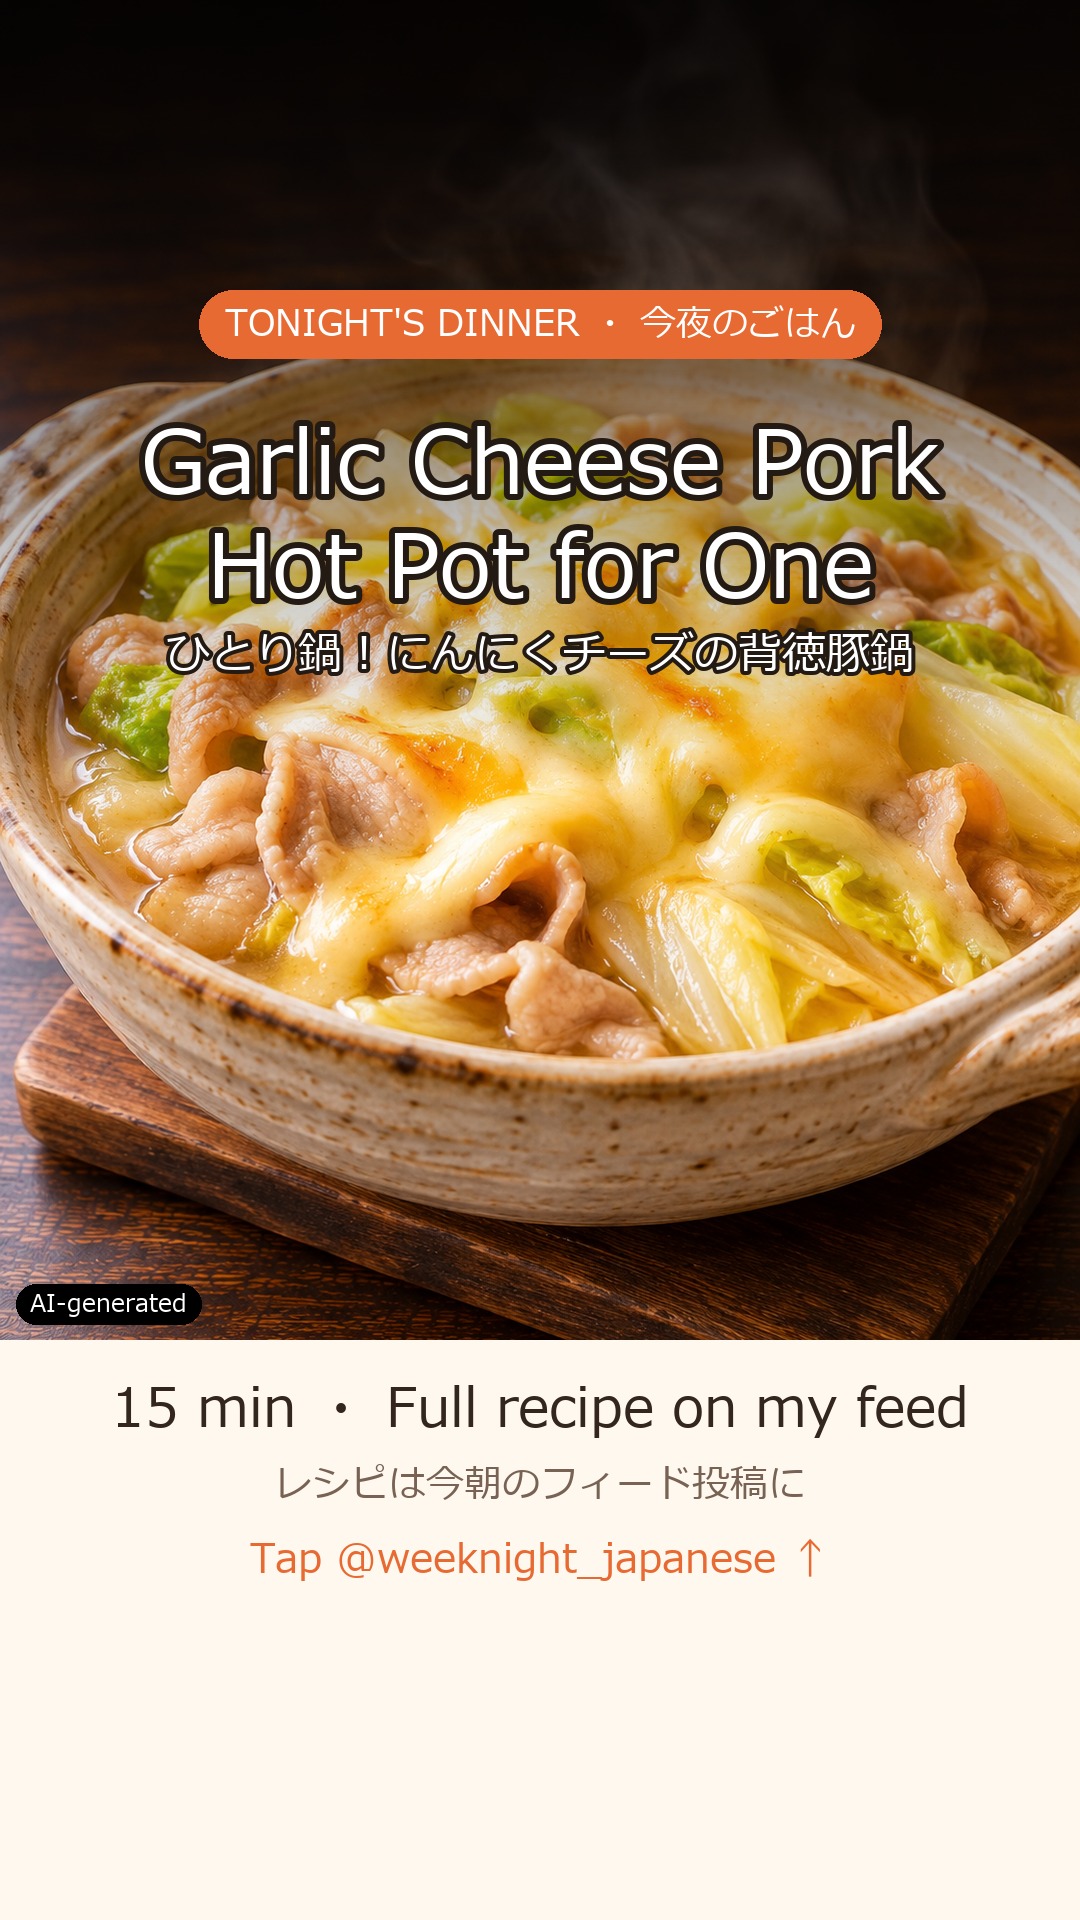 TONIGHT'S DINNER ・ 今夜のごはん
Garlic Cheese Pork
Hot Pot for One
ひとり鍋！にんにくチーズの背徳豚鍋
AI-generated
15 min ・ Full recipe on my feed
レシピは今朝のフィード投稿に
Tap @weeknight_japanese ↑